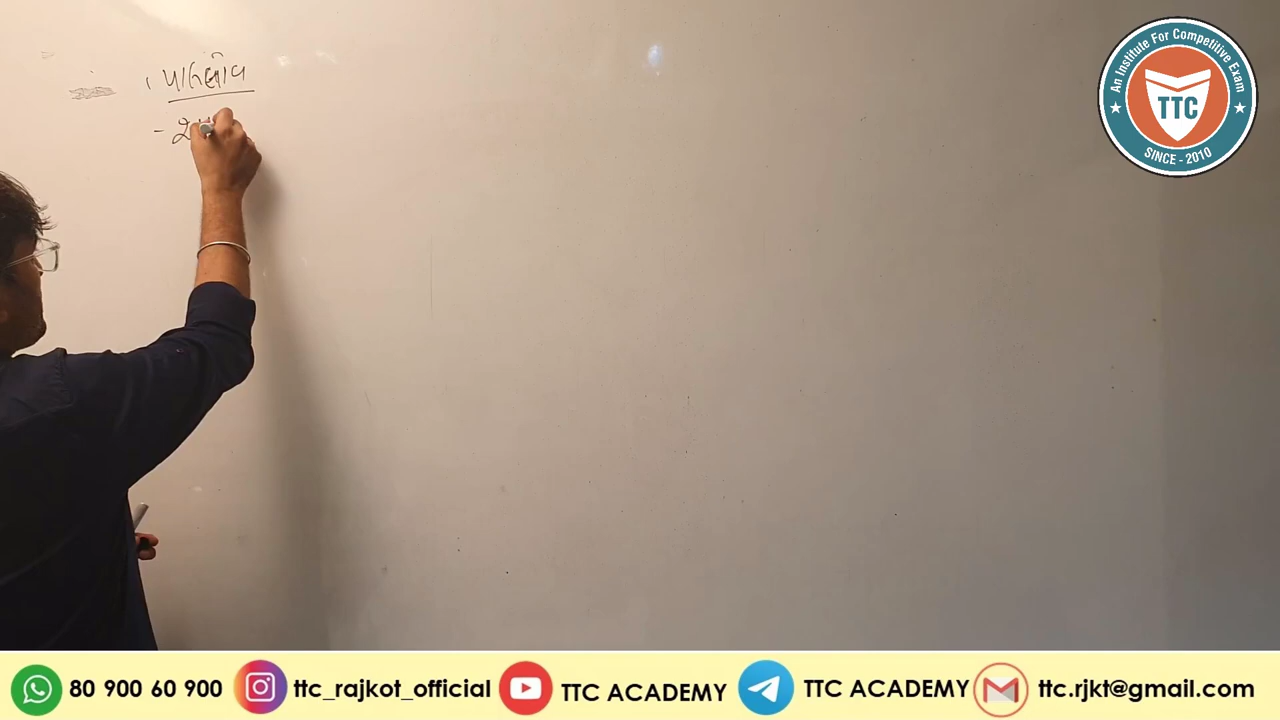 An Institute For Competitive Exam
TTC
SINCE - 2010
80 900 60 900
ttc_rajkot_official
TTC ACADEMY
TTC ACADEMY
ttc.rjkt@gmail.com